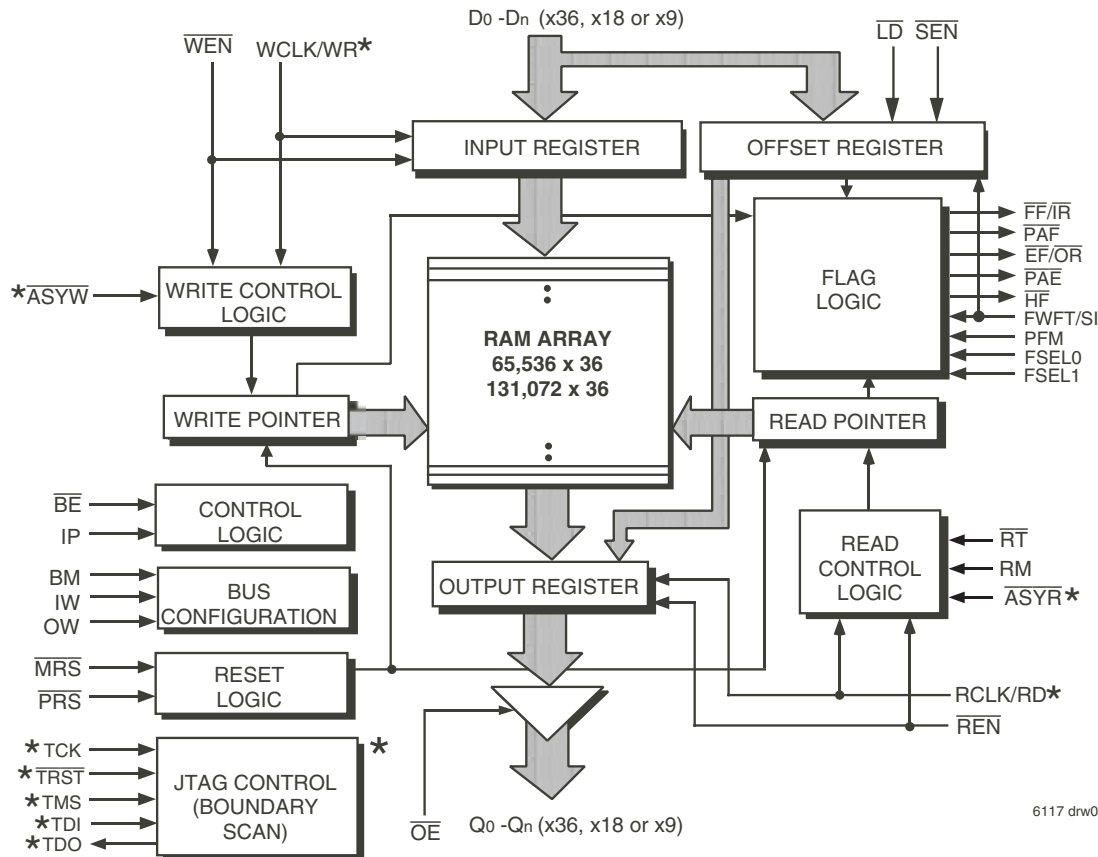 D0 -Dn (x36, x18 or x9)
WEN
WCLK/WR*
LD
SEN
INPUT REGISTER
OFFSET REGISTER
*ASYW
WRITE CONTROL
LOGIC
FLAG
LOGIC
FF/IR
PAF
EF/OR
PAE
HF
FWFT/SI
PFM
FSEL0
FSEL1
RAM ARRAY
65,536 x 36
131,072 x 36
WRITE POINTER
READ POINTER
BE
IP
CONTROL
LOGIC
READ
CONTROL
LOGIC
RT
RM
ASYR*
BM
IW
OW
BUS
CONFIGURATION
OUTPUT REGISTER
MRS
PRS
RESET
LOGIC
RCLK/RD*
REN
*TCK
*TRST
*TMS
*TDI
*TDO
JTAG CONTROL
(BOUNDARY
SCAN)
*
OE
Q0 -Qn (x36, x18 or x9)
6117 drw0